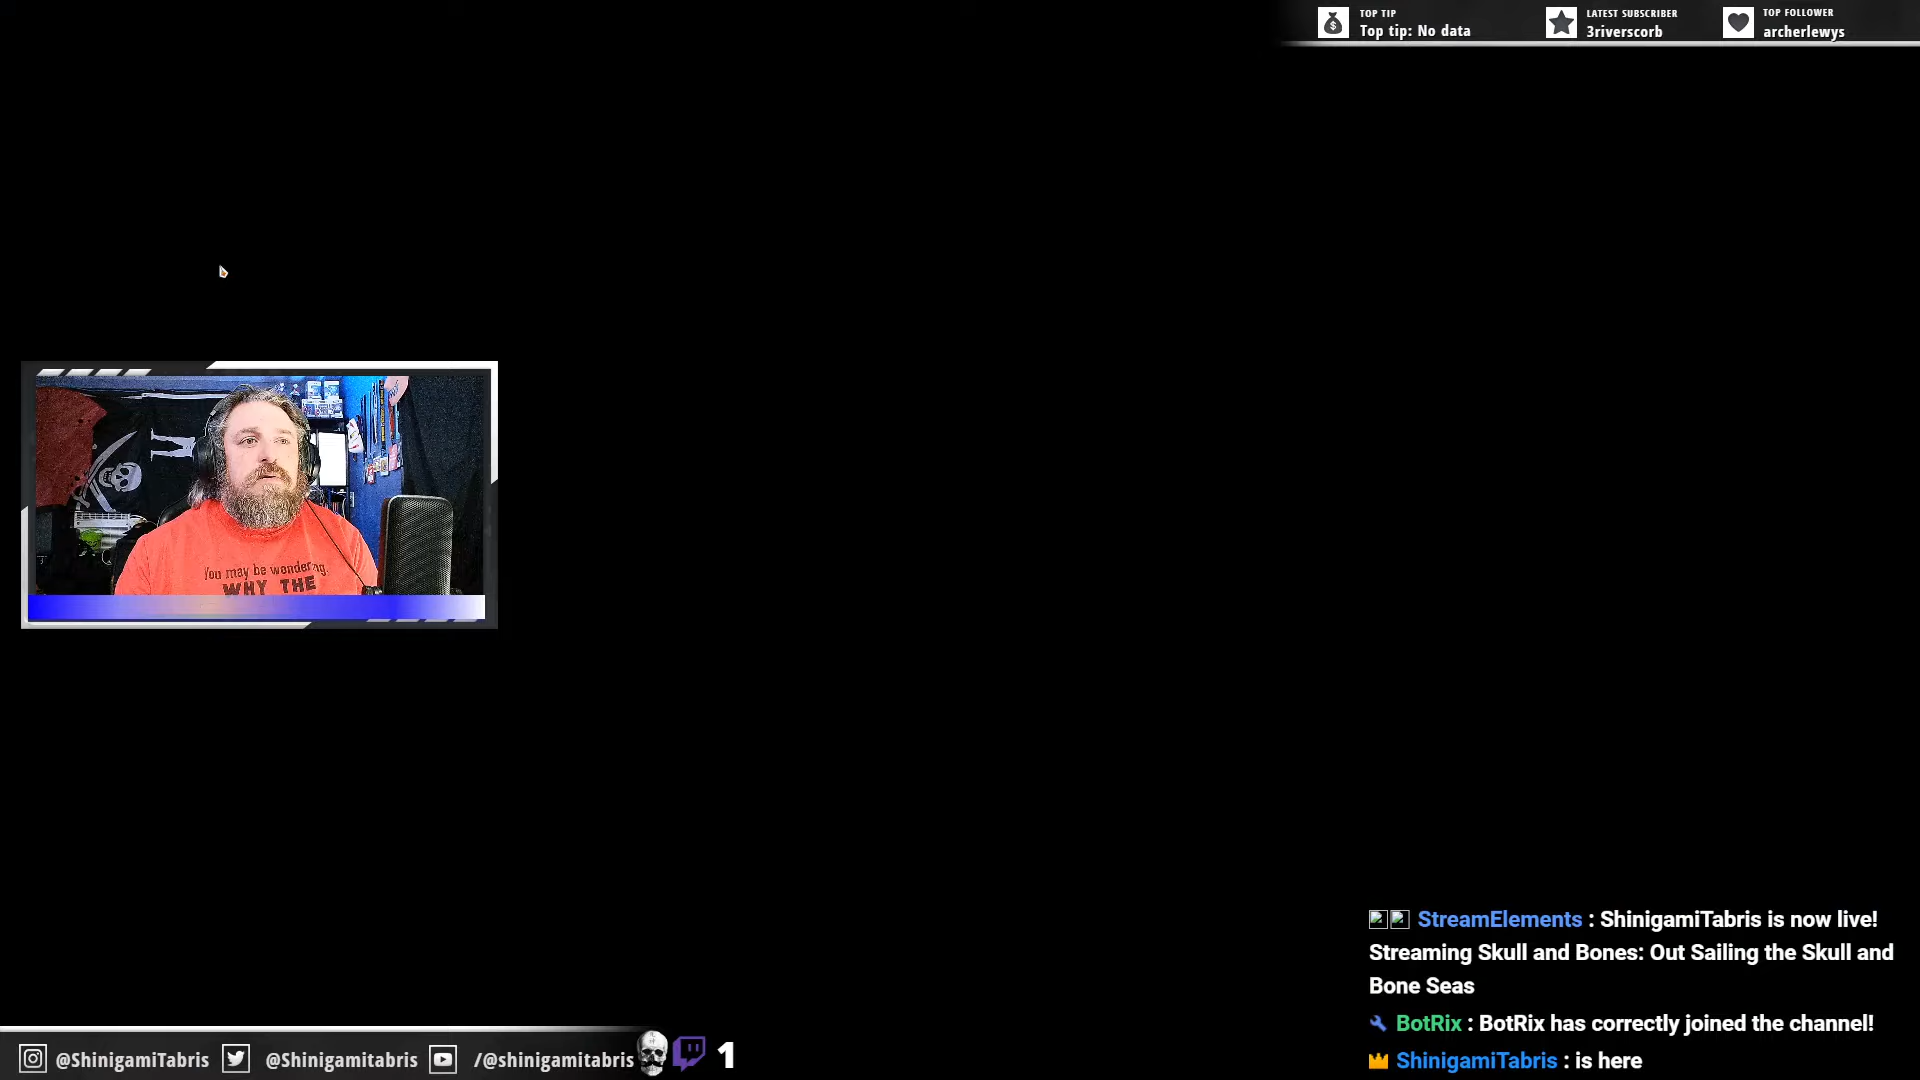 TOP TIP
Top tip: No data
LATEST SUBSCRIBER
3riverscorb
TOP FOLLOWER
archerlewys
You may be wondering,
WHY THE
StreamElements : ShinigamiTabris is now live!
Streaming Skull and Bones: Out Sailing the Skull and
Bone Seas
BotRix : BotRix has correctly joined the channel!
ShinigamiTabris : is here
@ShinigamiTabris
@Shinigamitabris
/@shinigamitabris
1